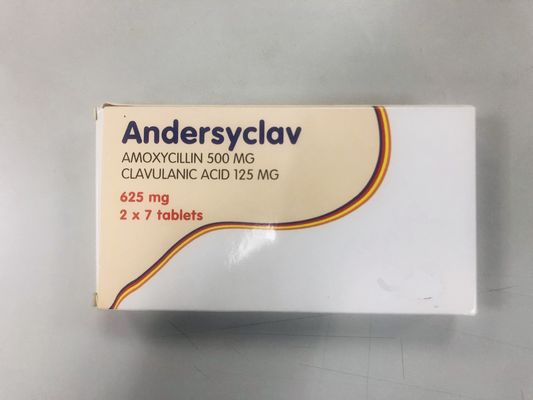 Andersyclav
AMOXYCILLIN 500 MG
CLAVULANIC ACID 125 MG
625 mg
2 x 7 tablets